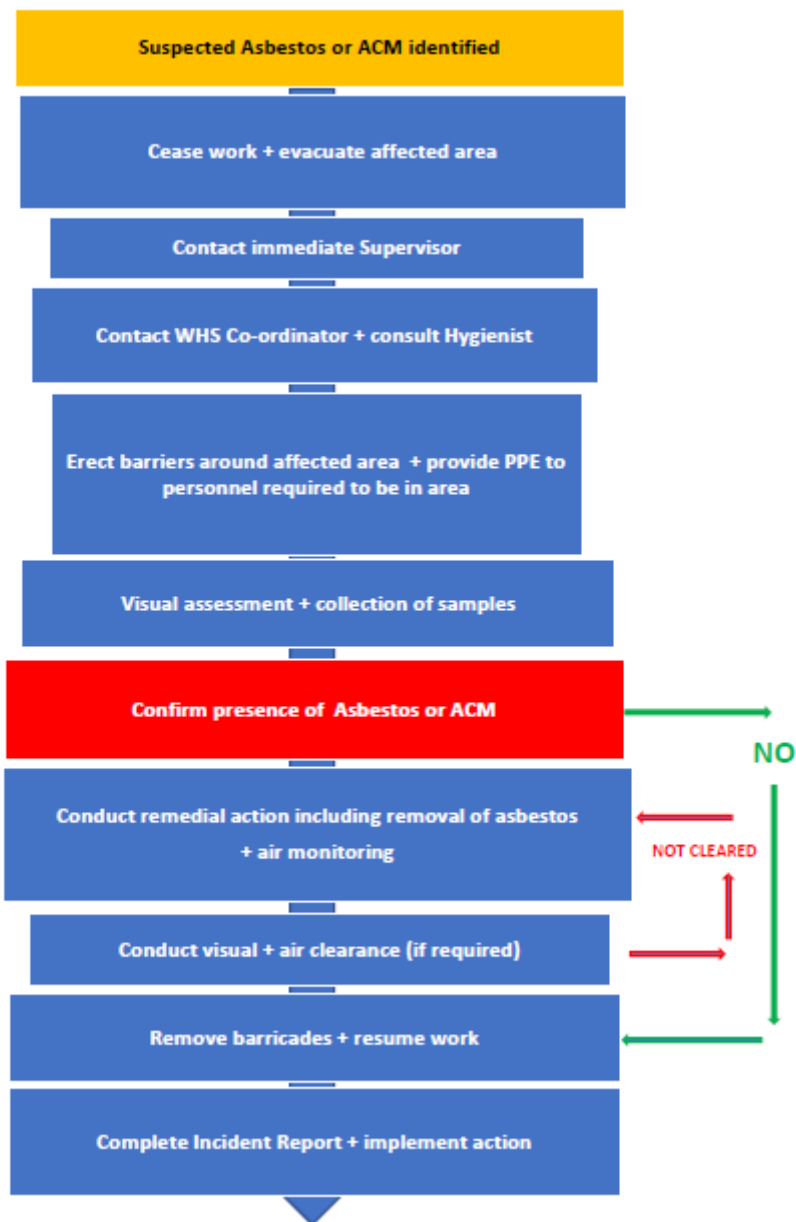 Suspected Asbestos or ACM identified
Cease work + evacuate affected area
Contact immediate Supervisor
Contact WHS Co-ordinator + consult Hygienist
Erect barriers around affected area + provide PPE to
personnel required to be in area
Visual assessment + collection of samples
Confirm presence of Asbestos or ACM
NO
Conduct remedial action including removal of asbestos
+ air monitoring
NOT CLEARED
Conduct visual + air clearance (if required)
Remove barricades + resume work
Complete Incident Report + implement action